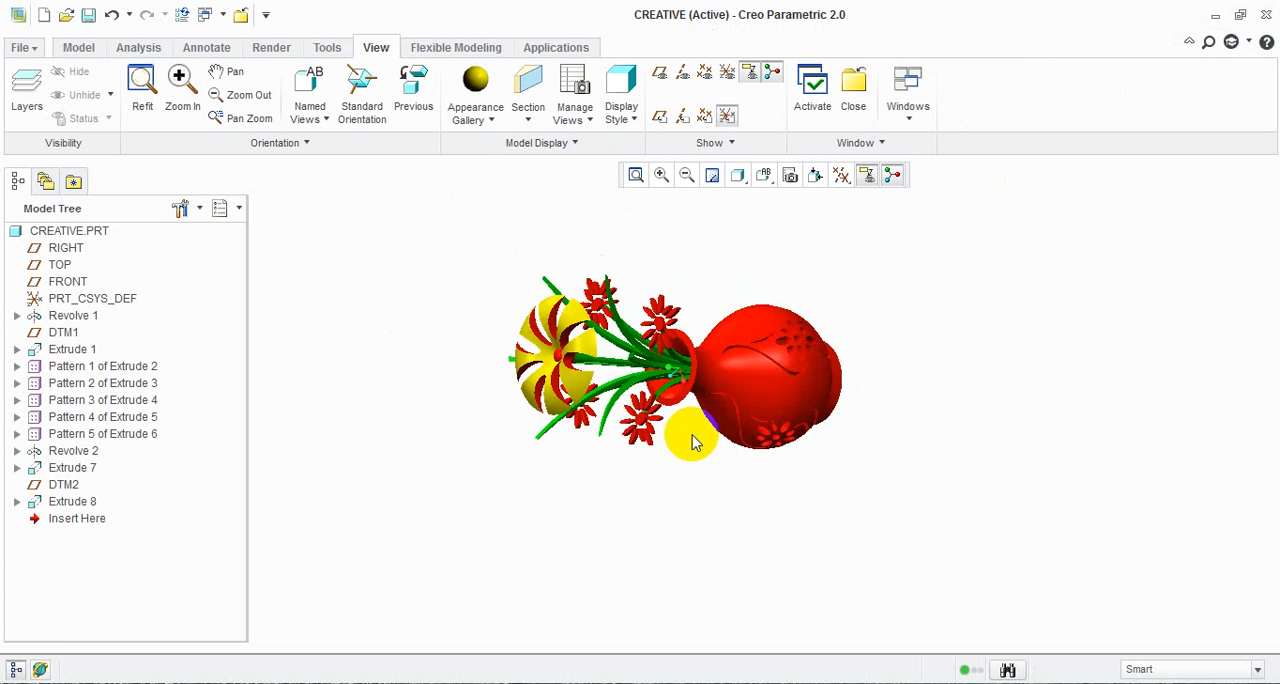 CREATIVE (Active) - Creo Parametric 2.0
File Model Analysis Annotate Render Tools View Flexible Modeling Applications
Layers
Hide
Unhide
Status
Visibility
Refit
Zoom In
Pan
Zoom Out
Pan Zoom
Named Views
Standard Orientation
Previous
Orientation
Appearance Gallery
Section
Manage Views
Display Style
Model Display
Show
Activate
Close
Windows
Window
Model Tree
CREATIVE.PRT
RIGHT
TOP
FRONT
PRT_CSYS_DEF
Revolve 1
DTM1
Extrude 1
Pattern 1 of Extrude 2
Pattern 2 of Extrude 3
Pattern 3 of Extrude 4
Pattern 4 of Extrude 5
Pattern 5 of Extrude 6
Revolve 2
Extrude 7
DTM2
Extrude 8
Insert Here
Smart